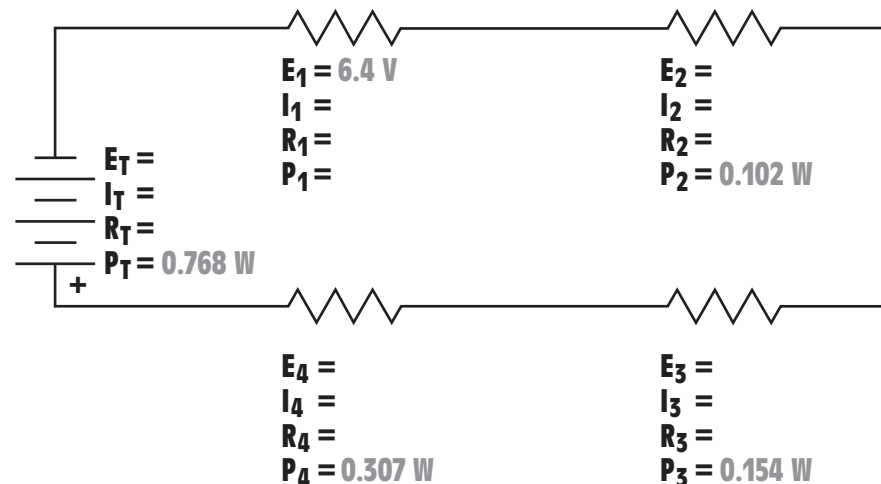 E1 = 6.4 V
I1 =
R1 =
P1 =
E2 =
I2 =
R2 =
P2 = 0.102 W
ET =
IT =
RT =
PT = 0.768 W
+
E4 =
I4 =
R4 =
P4 = 0.307 W
E3 =
I3 =
R3 =
P3 = 0.154 W